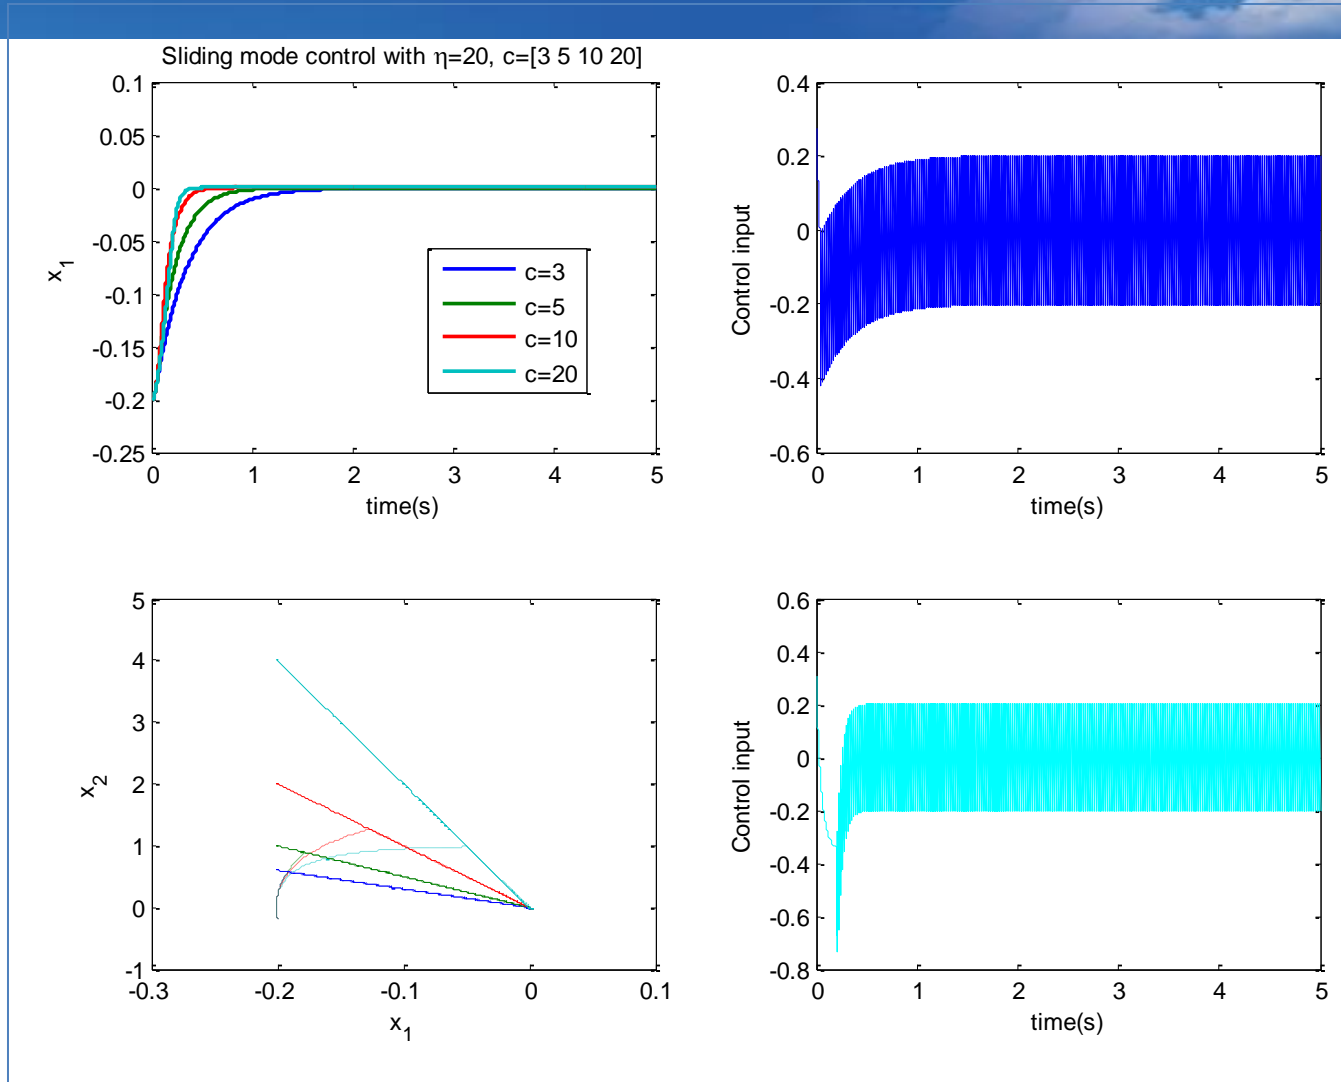 Sliding mode control with η=20, c=[3 5 10 20]
0.1
0.05
0
-0.05
-0.1
-0.15
-0.2
-0.25
x1
c=3
c=5
c=10
c=20
0 1 2 3 4 5
time(s)
0.4
0.2
0
-0.2
-0.4
-0.6
Control input
0 1 2 3 4 5
time(s)
5
4
3
2
1
0
-1
x2
-0.3 -0.2 -0.1 0 0.1
x1
0.6
0.4
0.2
0
-0.2
-0.4
-0.6
-0.8
Control input
0 1 2 3 4 5
time(s)